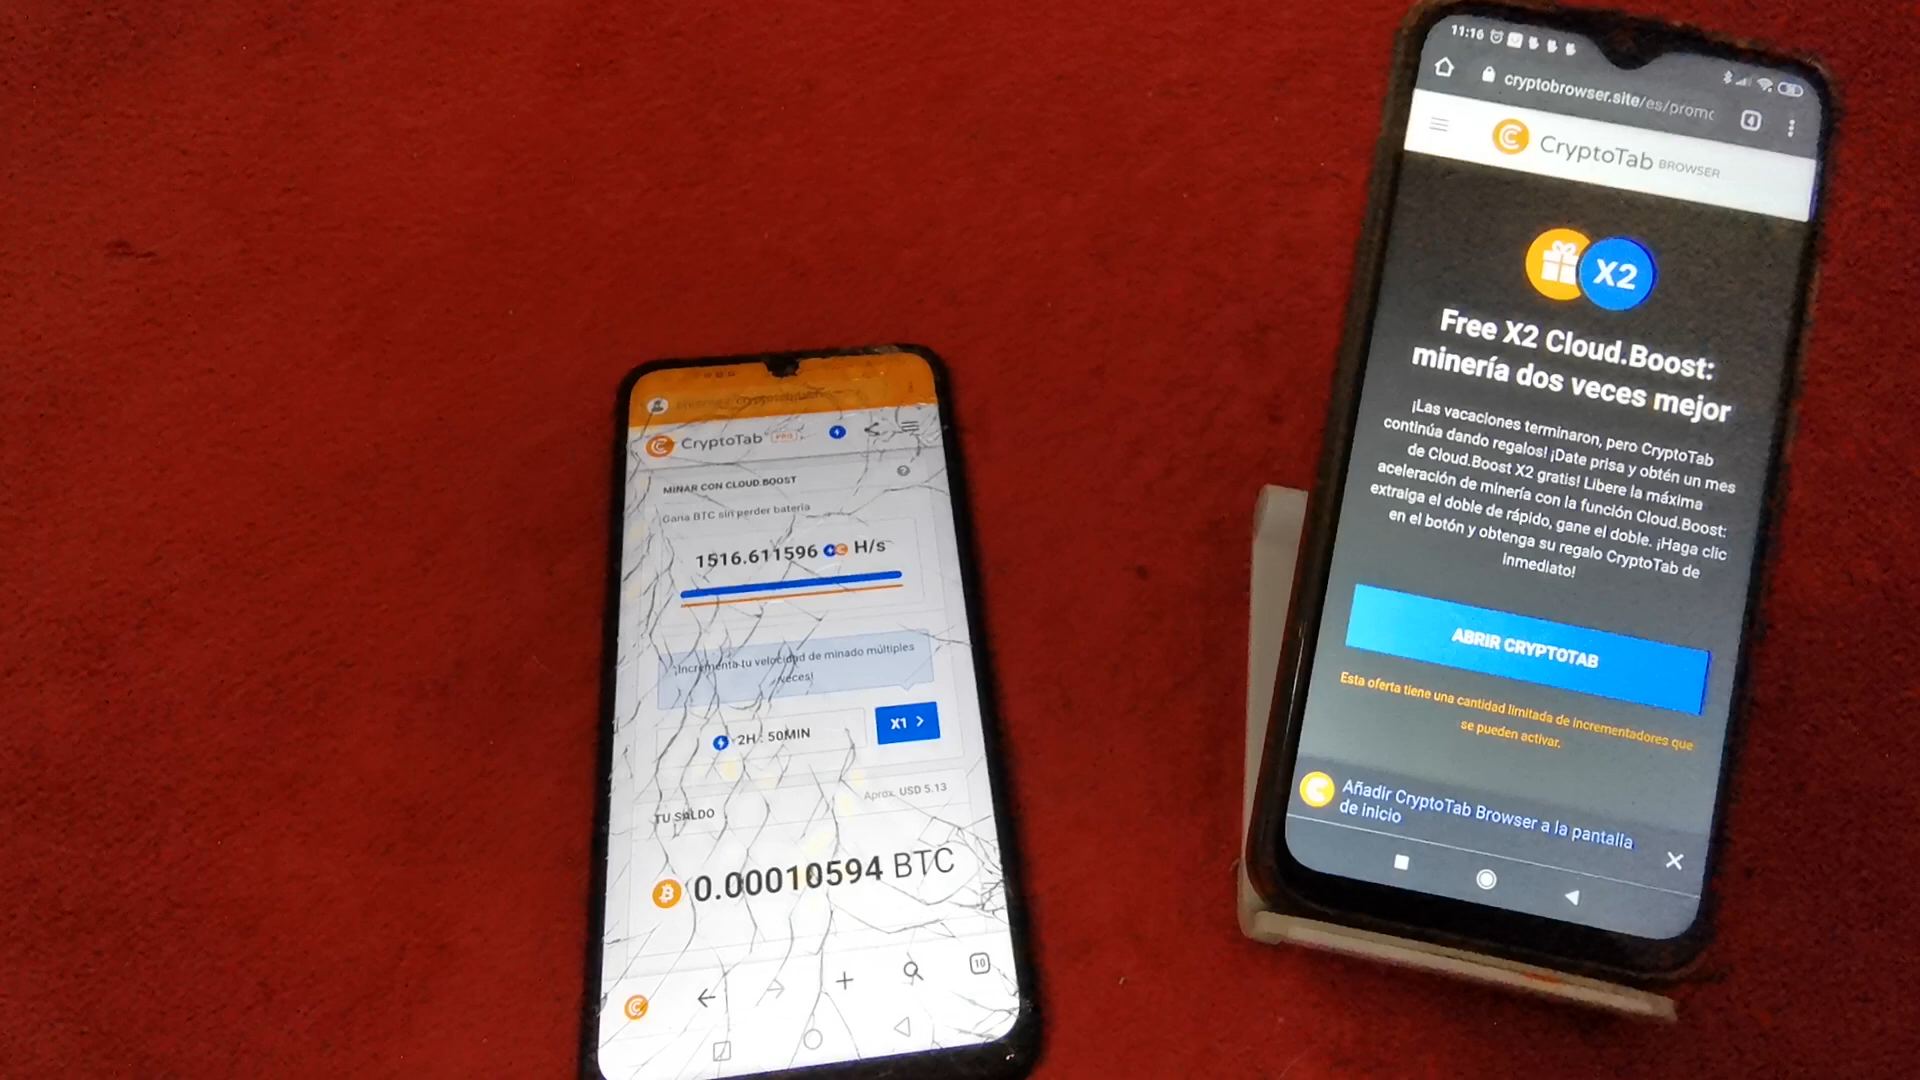 CryptoTab PRO
MINAR CON CLOUD.BOOST
Gana BTC sin perder batería
1516.611596 H/s
¡Incrementa tu velocidad de minado múltiples
veces!
2H : 50MIN
X1 >
Aprox. USD 5.13
TU SALDO
0.00010594 BTC
10
11:16
cryptobrowser.site/es/promo
4
CryptoTab BROWSER
X2
Free X2 Cloud.Boost:
minería dos veces mejor
¡Las vacaciones terminaron, pero CryptoTab
continúa dando regalos! ¡Date prisa y obtén un mes
de Cloud.Boost X2 gratis! Libere la máxima
aceleración de minería con la función Cloud.Boost:
extraiga el doble de rápido, gane el doble. ¡Haga clic
en el botón y obtenga su regalo CryptoTab de
inmediato!
ABRIR CRYPTOTAB
Esta oferta tiene una cantidad limitada de incrementadores que
se pueden activar.
Añadir CryptoTab Browser a la pantalla
de inicio